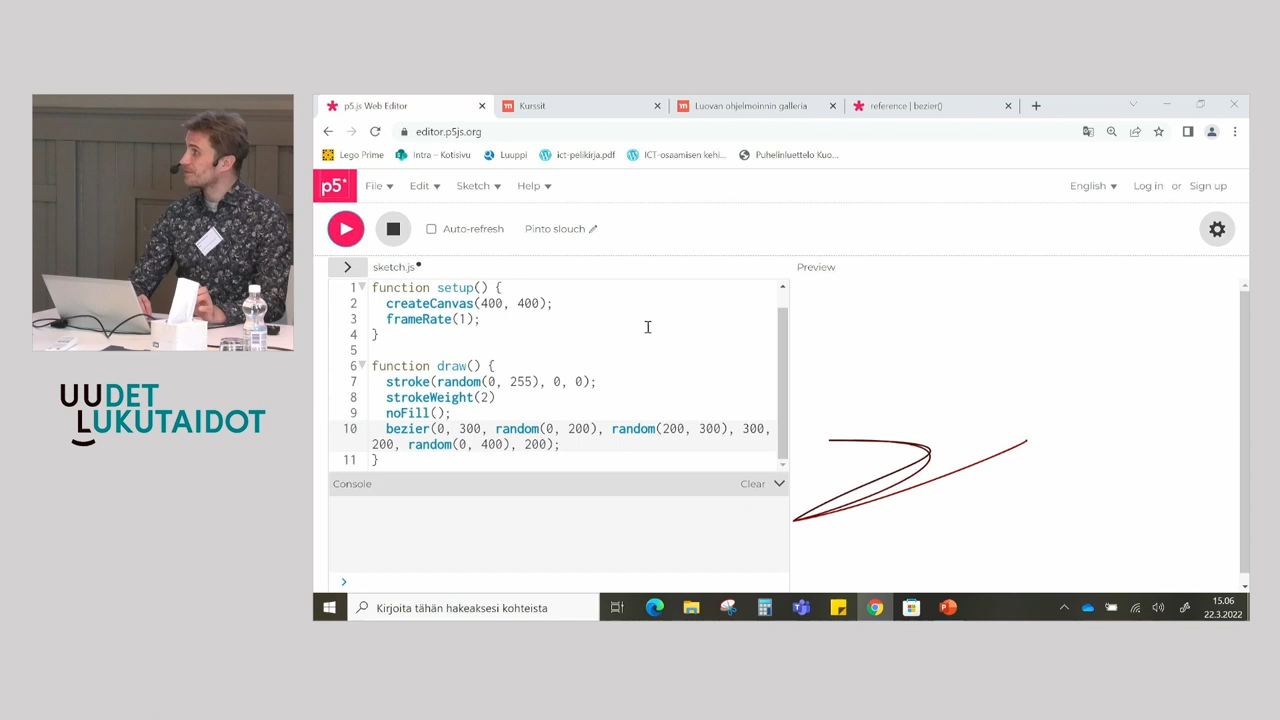 p5.js Web Editor
Kurssit
Luovan ohjelmoinnin galleria
reference | bezier()
editor.p5js.org
Lego Prime
Intra – Kotisivu
Luuppi
ict-pelikirja.pdf
ICT-osaamisen kehi...
Puhelinluettelo Kuo...
p5*
File
Edit
Sketch
Help
English
Log in or Sign up
Auto-refresh
Pinto slouch
sketch.js
Preview
1 function setup() {
2 createCanvas(400, 400);
3 frameRate(1);
4 }
5
6 function draw() {
7 stroke(random(0, 255), 0, 0);
8 strokeWeight(2)
9 noFill();
10 bezier(0, 300, random(0, 200), random(200, 300), 300,
200, random(0, 400), 200);
11 }
Console
Clear
UUDET
LUKUTAIDOT
Kirjoita tähän hakeaksesi kohteista
15.06
22.3.2022